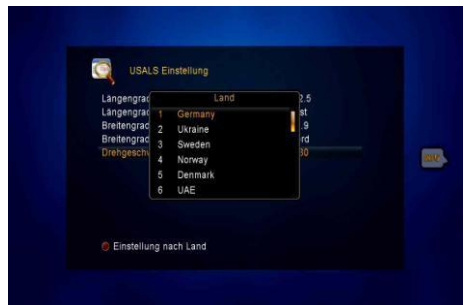 USALS Einstellung
Land
Längengrad 2.5
Längengrad st
Breitengrad .9
Breitengrad rd
Drehgeschw 30
1 Germany
2 Ukraine
3 Sweden
4 Norway
5 Denmark
6 UAE
Einstellung nach Land